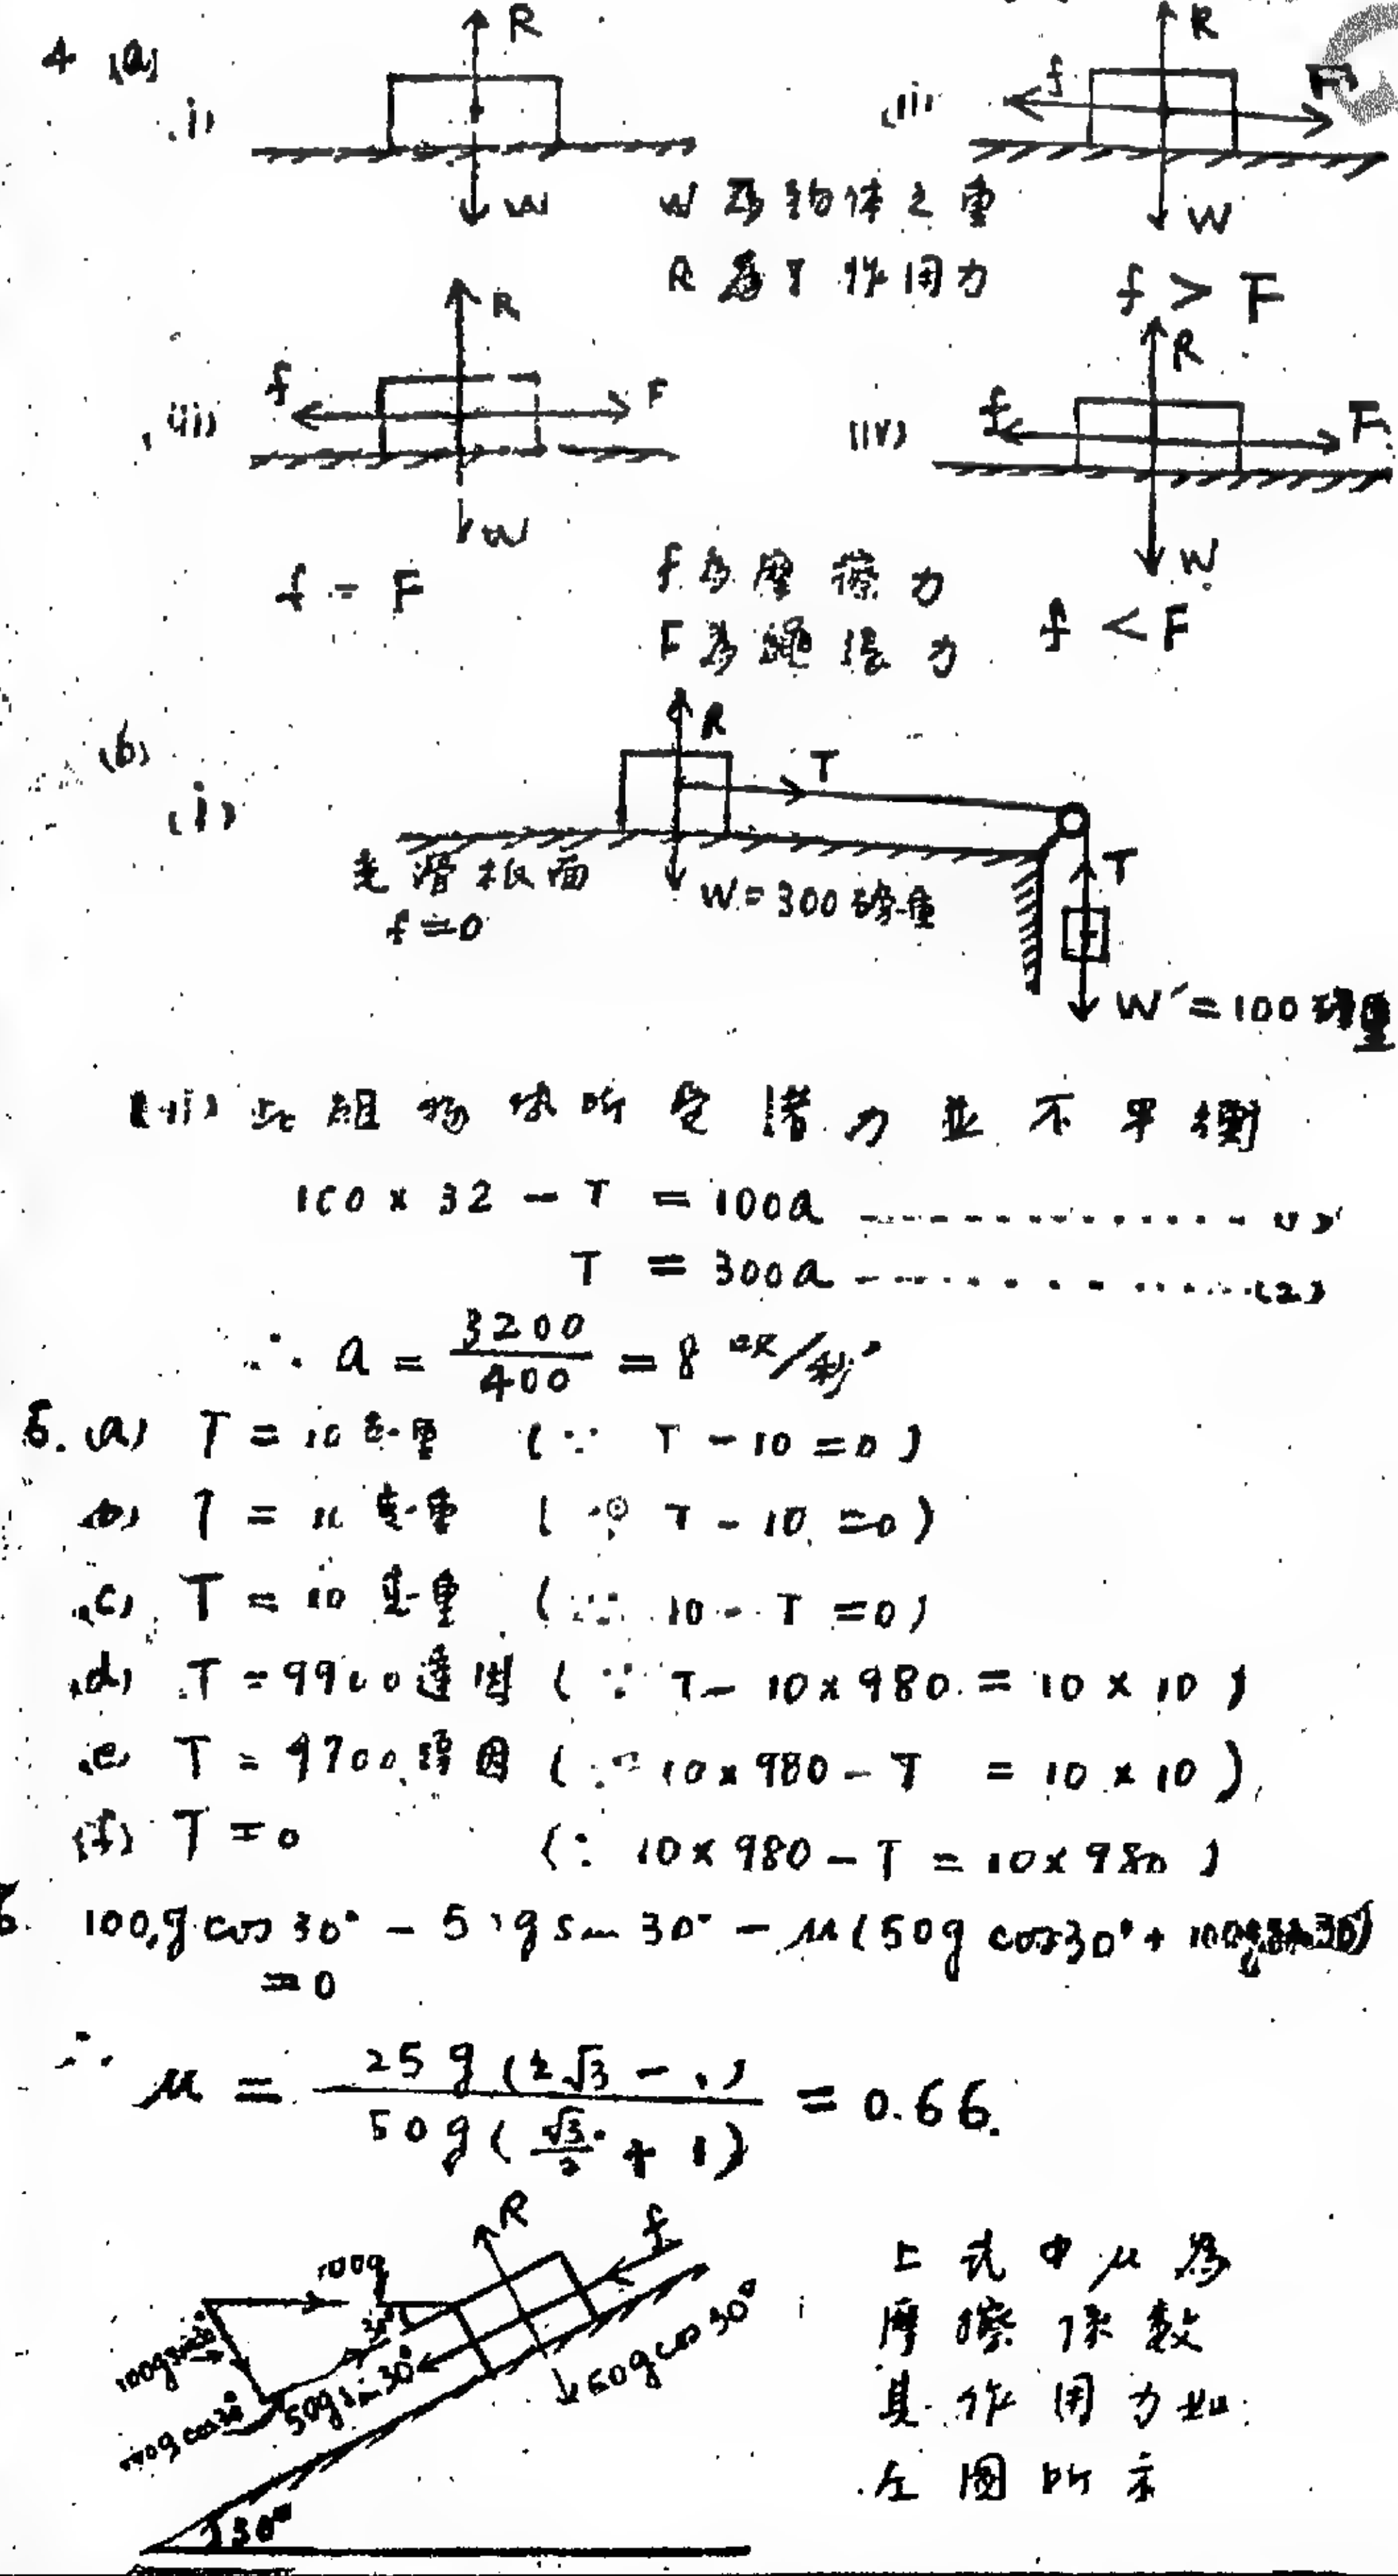 4 (a)
(i) R
W
(ii) R
f F
W
W 為物体之重
R 為反作用力
f > F
(iii) R
f F
W
(iv) R
f F
W
f = F
f 為摩擦力
F 為繩張力
f < F
(b)
(i) R
T
T
光滑板面
f = 0
W = 300 磅重
W' = 100 磅重
(ii) 此組物体所受諸力並不平衡
100 × 32 - T = 100a -------------- (1)
T = 300a -------------- (2)
∴ a = 3200/400 = 8 呎/秒²
5. (a) T = 10 克重 (∵ T - 10 = 0)
(b) T = 10 克重 (∵ T - 10 = 0)
(c) T = 10 克重 (∵ 10 - T = 0)
(d) T = 9900 達因 (∵ T - 10 × 980 = 10 × 10)
(e) T = 9700 達因 (∵ 10 × 980 - T = 10 × 10)
(f) T = 0 (∵ 10 × 980 - T = 10 × 980)
6. 100g cos 30° - 50g sin 30° - μ(50g cos 30° + 100g sin 30°)
= 0
∴ μ = 25g(2√3 - 1) / 50g(√3/2 + 1) = 0.66.
R
f
100g
30°
100g sin 30°
100g cos 30°
50g sin 30°
50g cos 30°
30°
上式中 μ 為
摩擦係數
其作用力如
左圖所示